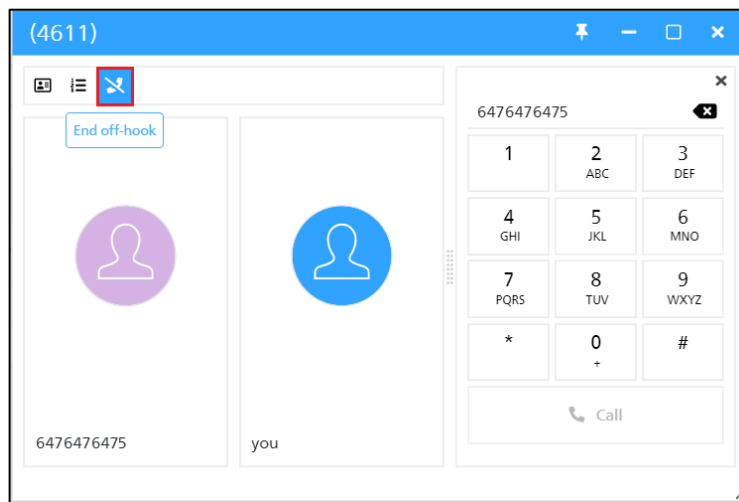 (4611)
End off-hook
6476476475
you
6476476475
1
2
ABC
3
DEF
4
GHI
5
JKL
6
MNO
7
PQRS
8
TUV
9
WXYZ
*
0
+
#
Call